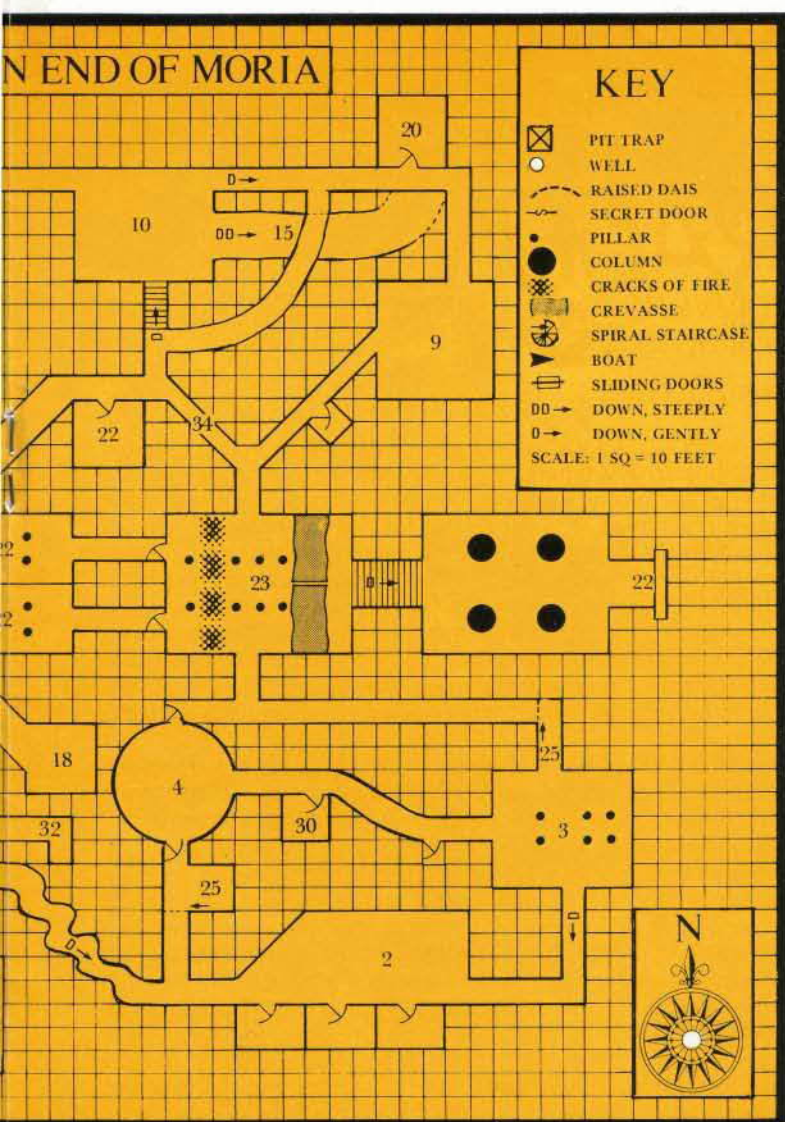 N END OF MORIA
KEY
PIT TRAP
WELL
RAISED DAIS
SECRET DOOR
PILLAR
COLUMN
CRACKS OF FIRE
CREVASSE
SPIRAL STAIRCASE
BOAT
SLIDING DOORS
DD→ DOWN, STEEPLY
D→ DOWN, GENTLY
SCALE: 1 SQ = 10 FEET
20
D→
10
DD→ 15
D
9
22
34
22
23
D→
22
22
18
4
25
3
32
30
25
D
D
2
N